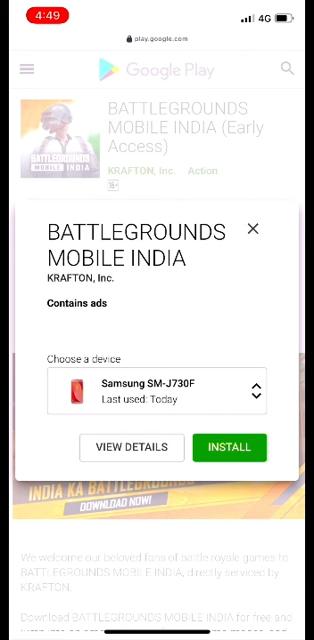 4:49
4G
play.google.com
Google Play
BATTLEGROUNDS
MOBILE INDIA (Early
Access)
KRAFTON, Inc. Action
BATTLEGROUNDS
MOBILE INDIA
18+
BATTLEGROUNDS
MOBILE INDIA
KRAFTON, Inc.
Contains ads
Choose a device
Samsung SM-J730F
Last used: Today
VIEW DETAILS
INSTALL
INDIA KA BATTLEGROUNDS
DOWNLOAD NOW!
We welcome our beloved fans of battle royale games to
BATTLEGROUNDS MOBILE INDIA, directly serviced by
KRAFTON.
Download BATTLEGROUNDS MOBILE INDIA for free and